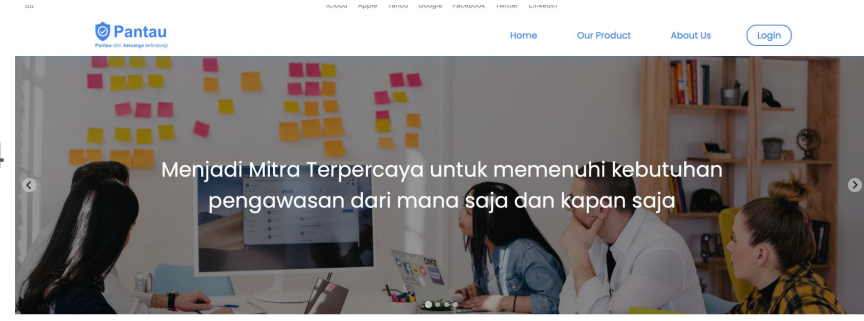 iCloud Apple Yahoo Google Facebook Twitter LinkedIn
Pantau
Pantau dini, keluarga terlindungi
Home Our Product About Us Login
Menjadi Mitra Terpercaya untuk memenuhi kebutuhan
pengawasan dari mana saja dan kapan saja